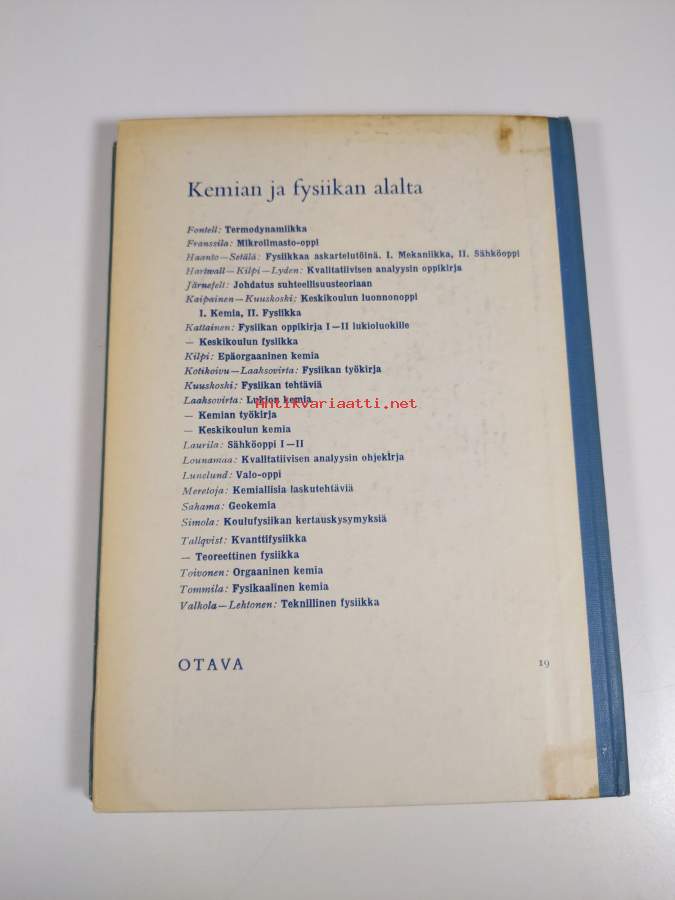 Kemian ja fysiikan alalta
Fontell: Termodynamiikka
Franssila: Mikroilmasto-oppi
Haanto—Setälä: Fysiikkaa askartelutöinä. I. Mekaniikka, II. Sähköoppi
Hartwall—Kilpi—Lyden: Kvalitatiivisen analyysin oppikirja
Järnefelt: Johdatus suhteellisuusteoriaan
Kaipainen—Kuuskoski: Keskikoulun luonnonoppi
I. Kemia, II. Fysiikka
Kattainen: Fysiikan oppikirja I—II lukioluokille
— Keskikoulun fysiikka
Kilpi: Epäorgaaninen kemia
Kotikoivu—Laaksovirta: Fysiikan työkirja
Kuuskoski: Fysiikan tehtäviä
Laaksovirta: Lukion kemia
Antikvariaatti.net
— Kemian työkirja
— Keskikoulun kemia
Laurila: Sähköoppi I—II
Lounamaa: Kvalitatiivisen analyysin ohjekirja
Lunelund: Valo-oppi
Meretoja: Kemiallisia laskutehtäviä
Sahama: Geokemia
Simola: Koulufysiikan kertauskysymyksiä
Tallqvist: Kvanttifysiikka
— Teoreettinen fysiikka
Toivonen: Orgaaninen kemia
Tommila: Fysikaalinen kemia
Valkola—Lehtonen: Teknillinen fysiikka
OTAVA 19